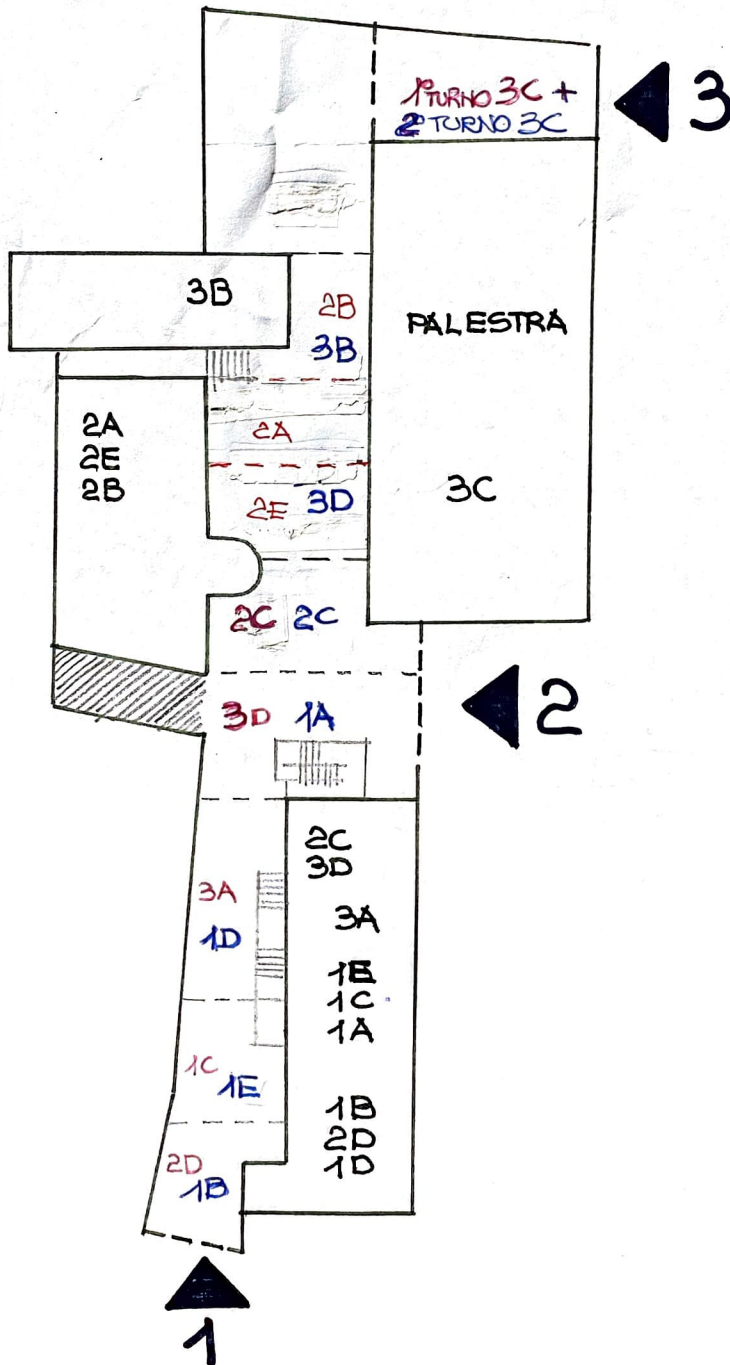 1° TURNO 3C +
2° TURNO 3C
3
3B
2B
3B
PALESTRA
2A
2E
2B
2A
2E 3D
3C
2C 2C
2
3D 1A
2C
3D
3A
3A
1D
1E
1C
1A
1C
1E
1B
2D
1D
2D
1B
1